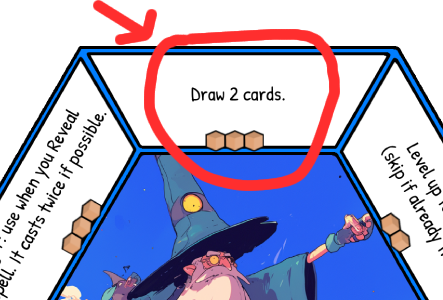 Draw 2 cards.
use when you Reveal
pell. It casts twice if possible.
Level up
(skip if already